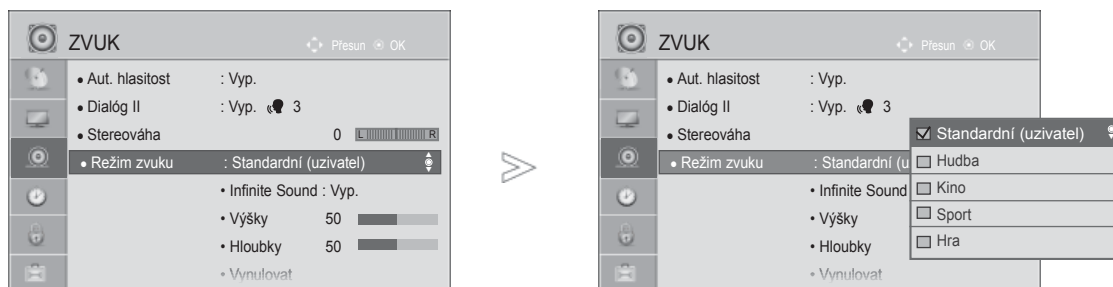 ZVUK
Přesun OK
• Aut. hlasitost : Vyp.
• Dialóg II : Vyp. 3
• Stereováha 0 L R
• Režim zvuku : Standardní (uzivatel)
• Infinite Sound : Vyp.
• Výšky 50
• Hloubky 50
• Vynulovat
ZVUK
Přesun OK
• Aut. hlasitost : Vyp.
• Dialóg II : Vyp. 3
• Stereováha
• Režim zvuku : Standardní (u
• Infinite Sound
• Výšky
• Hloubky
• Vynulovat
Standardní (uzivatel)
Hudba
Kino
Sport
Hra